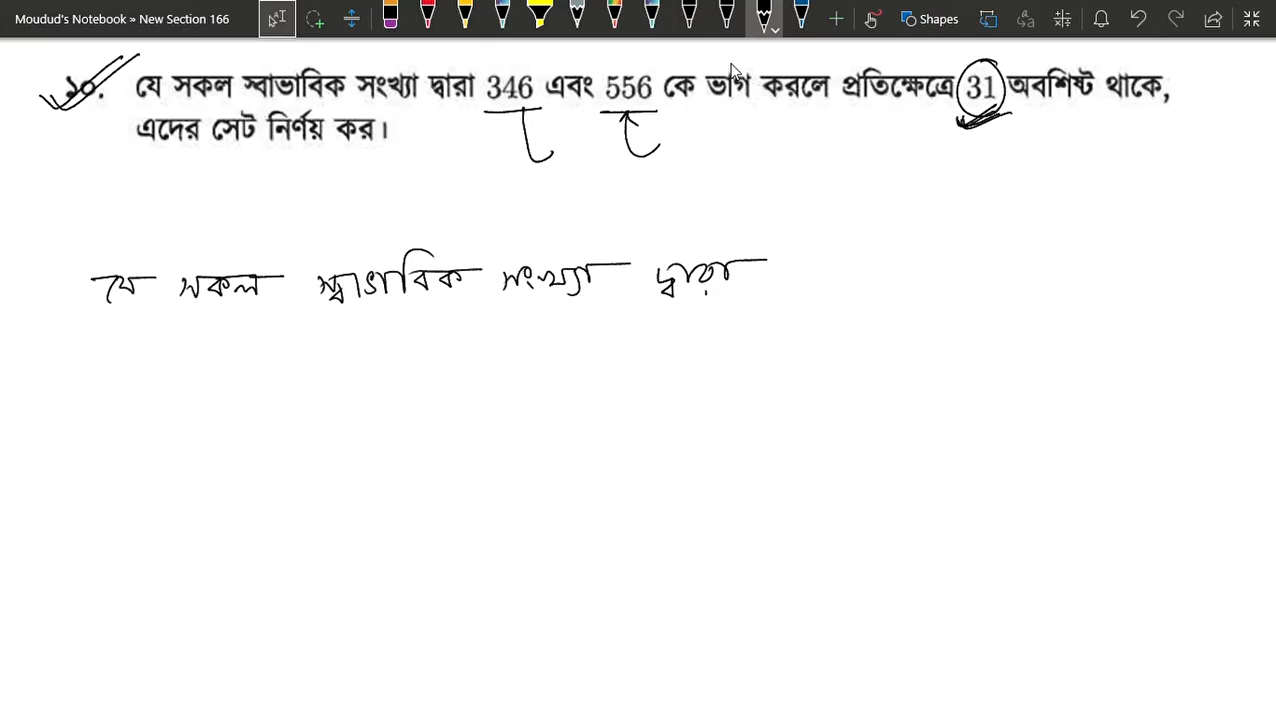 Moudud's Notebook » New Section 166
Shapes
১০. যে সকল স্বাভাবিক সংখ্যা দ্বারা 346 এবং 556 কে ভাগ করলে প্রতিক্ষেত্রে 31 অবশিষ্ট থাকে,
এদের সেট নির্ণয় কর।
যে সকল স্বাভাবিক সংখ্যা দ্বারা